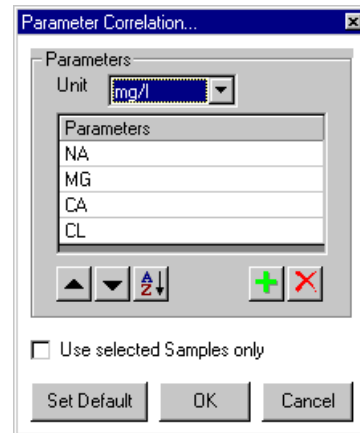 Parameter Correlation...
Parameters
Unit mg/l
Parameters
NA
MG
CA
CL
A
Z
Use selected Samples only
Set Default OK Cancel